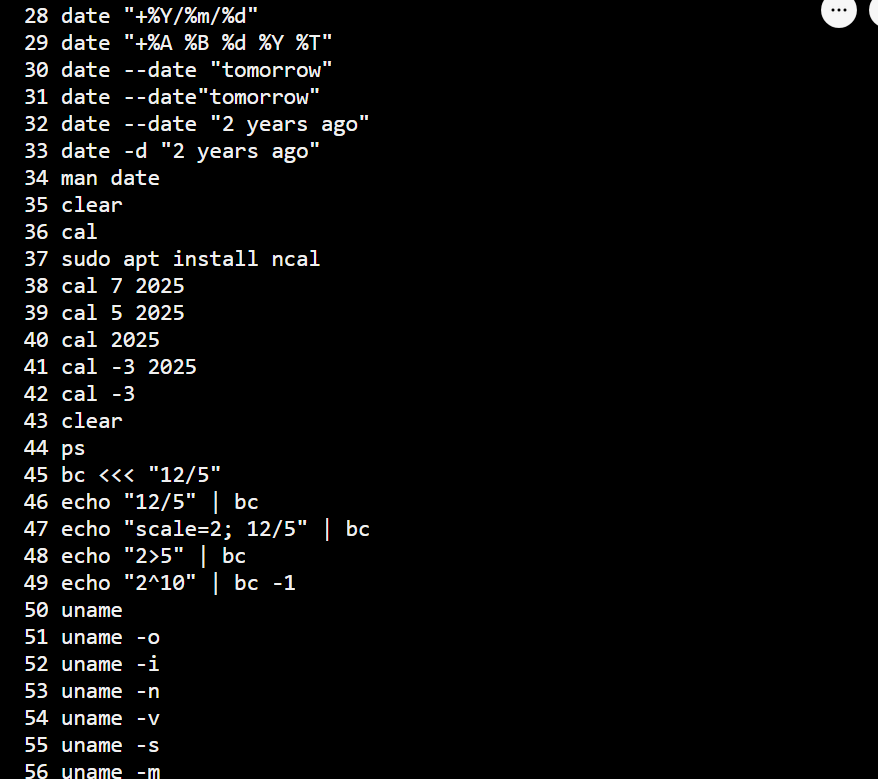 28 date "+%Y/%m/%d"
29 date "+%A %B %d %Y %T"
30 date --date "tomorrow"
31 date --date"tomorrow"
32 date --date "2 years ago"
33 date -d "2 years ago"
34 man date
35 clear
36 cal
37 sudo apt install ncal
38 cal 7 2025
39 cal 5 2025
40 cal 2025
41 cal -3 2025
42 cal -3
43 clear
44 ps
45 bc <<< "12/5"
46 echo "12/5" | bc
47 echo "scale=2; 12/5" | bc
48 echo "2>5" | bc
49 echo "2^10" | bc -1
50 uname
51 uname -o
52 uname -i
53 uname -n
54 uname -v
55 uname -s
56 uname -m